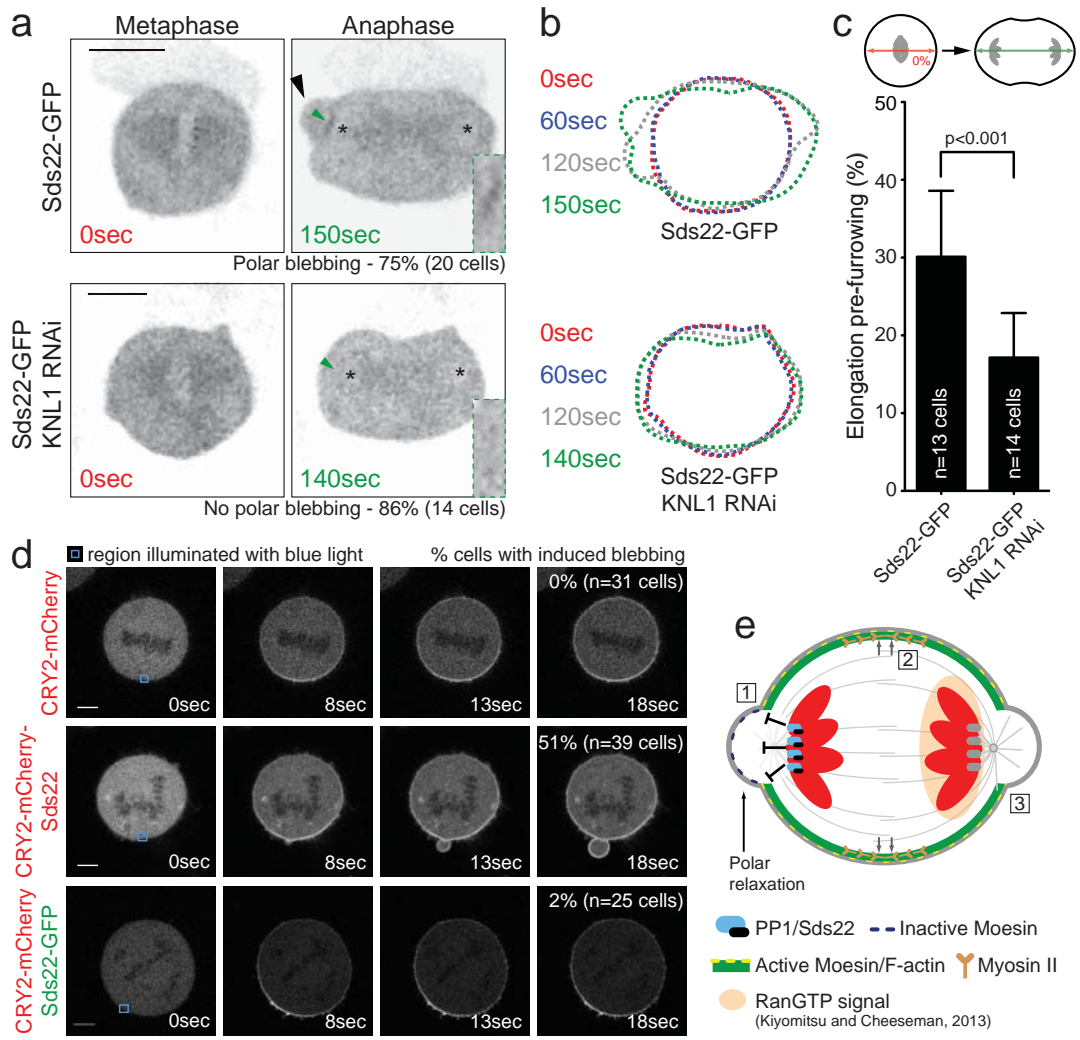 a
Metaphase
Anaphase
Sds22-GFP
0sec
*
*
150sec
Polar blebbing - 75% (20 cells)
Sds22-GFP
KNL1 RNAi
0sec
*
*
140sec
No polar blebbing - 86% (14 cells)
b
0sec
60sec
120sec
150sec
Sds22-GFP
0sec
60sec
120sec
140sec
Sds22-GFP
KNL1 RNAi
c
0%
Elongation pre-furrowing (%)
50
40
30
20
10
0
p<0.001
n=13 cells
n=14 cells
Sds22-GFP
Sds22-GFP
KNL1 RNAi
d
region illuminated with blue light
% cells with induced blebbing
CRY2-mCherry
0sec
8sec
13sec
0% (n=31 cells)
18sec
CRY2-mCherry-
Sds22
0sec
8sec
13sec
51% (n=39 cells)
18sec
CRY2-mCherry
Sds22-GFP
0sec
8sec
13sec
2% (n=25 cells)
18sec
e
1
2
3
Polar
relaxation
PP1/Sds22
Inactive Moesin
Active Moesin/F-actin
Myosin II
RanGTP signal
(Kiyomitsu and Cheeseman, 2013)